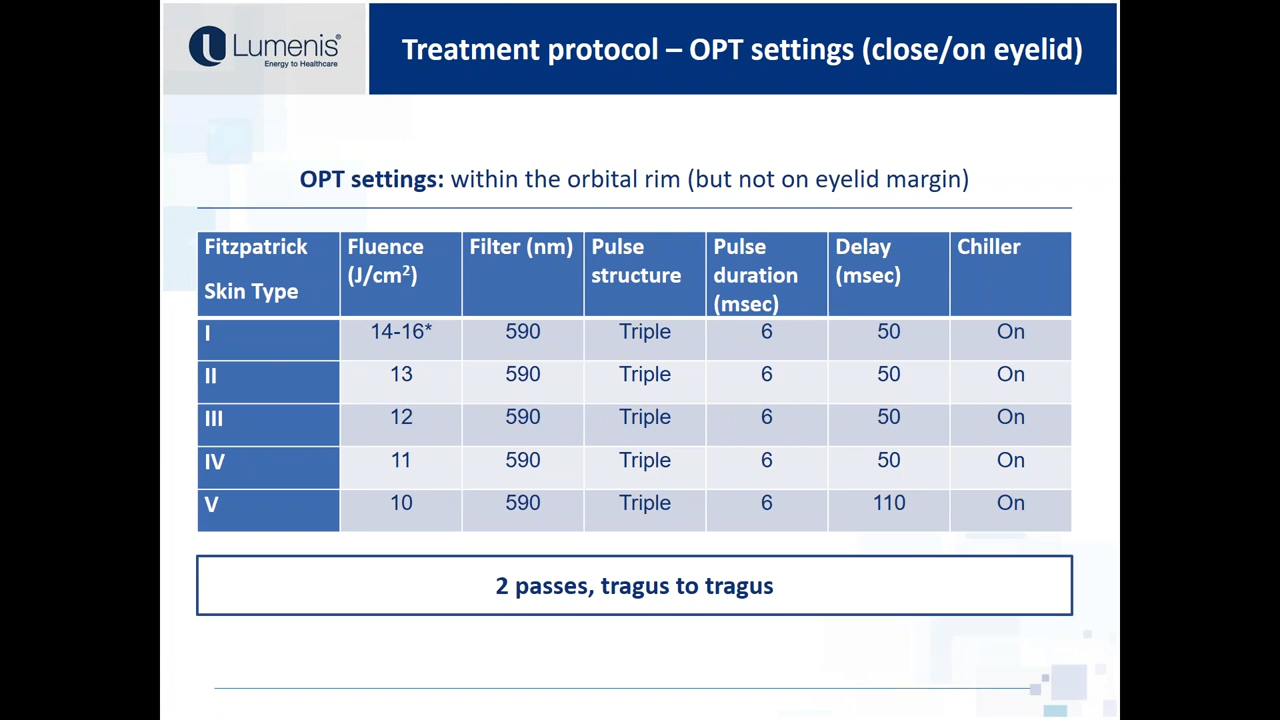 Lumenis®
Energy to Healthcare
Treatment protocol – OPT settings (close/on eyelid)
OPT settings: within the orbital rim (but not on eyelid margin)
Fitzpatrick Skin Type Fluence (J/cm²) Filter (nm) Pulse structure Pulse duration (msec) Delay (msec) Chiller
I 14-16* 590 Triple 6 50 On
II 13 590 Triple 6 50 On
III 12 590 Triple 6 50 On
IV 11 590 Triple 6 50 On
V 10 590 Triple 6 110 On
2 passes, tragus to tragus